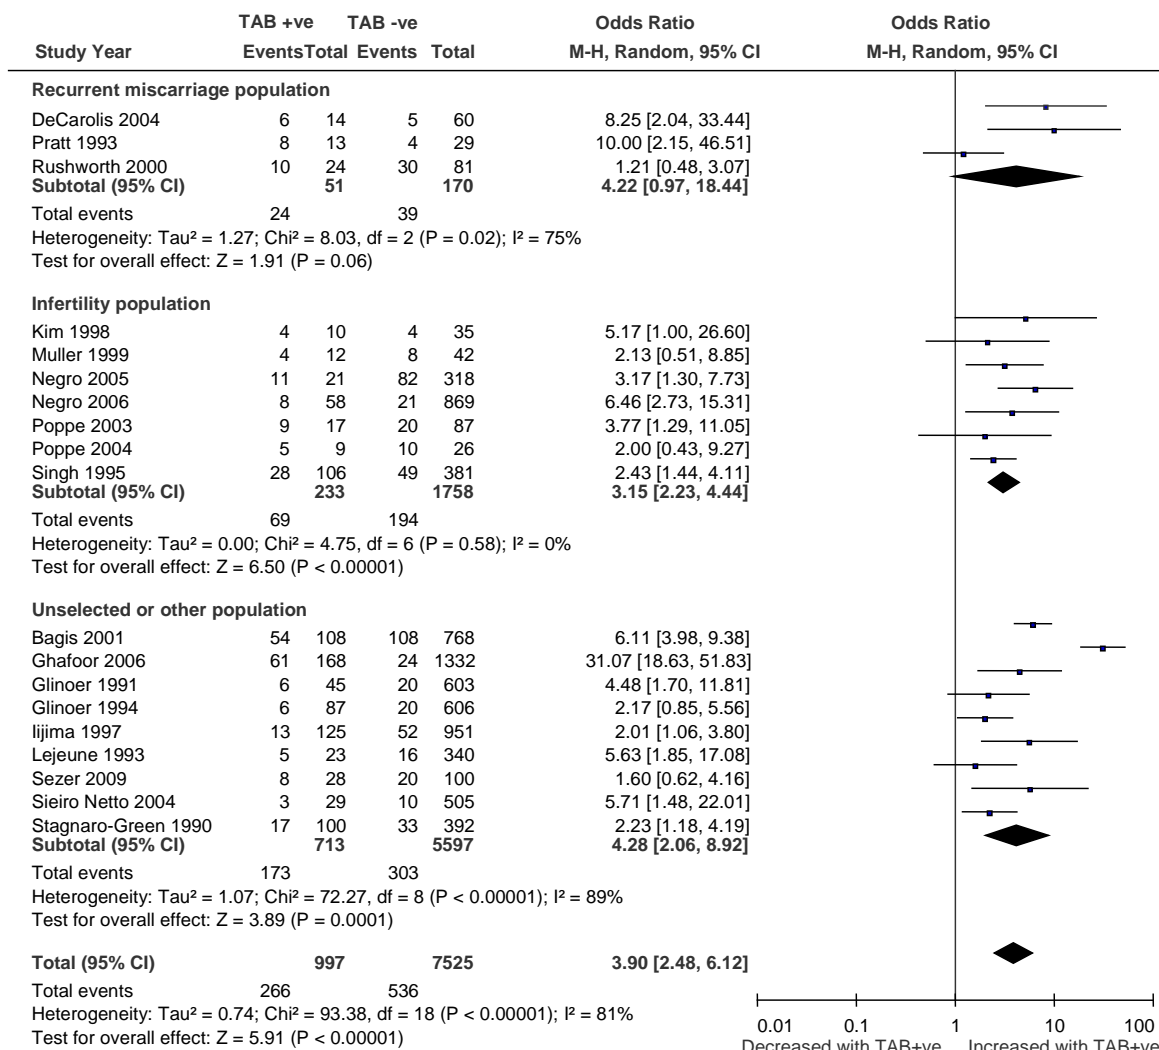 TAB +ve TAB -ve Odds Ratio Odds Ratio
Study Year Events Total Events Total M-H, Random, 95% CI M-H, Random, 95% CI
Recurrent miscarriage population
DeCarolis 2004 6 14 5 60 8.25 [2.04, 33.44]
Pratt 1993 8 13 4 29 10.00 [2.15, 46.51]
Rushworth 2000 10 24 30 81 1.21 [0.48, 3.07]
Subtotal (95% CI) 51 170 4.22 [0.97, 18.44]
Total events 24 39
Heterogeneity: Tau² = 1.27; Chi² = 8.03, df = 2 (P = 0.02); I² = 75%
Test for overall effect: Z = 1.91 (P = 0.06)
Infertility population
Kim 1998 4 10 4 35 5.17 [1.00, 26.60]
Muller 1999 4 12 8 42 2.13 [0.51, 8.85]
Negro 2005 11 21 82 318 3.17 [1.30, 7.73]
Negro 2006 8 58 21 869 6.46 [2.73, 15.31]
Poppe 2003 9 17 20 87 3.77 [1.29, 11.05]
Poppe 2004 5 9 10 26 2.00 [0.43, 9.27]
Singh 1995 28 106 49 381 2.43 [1.44, 4.11]
Subtotal (95% CI) 233 1758 3.15 [2.23, 4.44]
Total events 69 194
Heterogeneity: Tau² = 0.00; Chi² = 4.75, df = 6 (P = 0.58); I² = 0%
Test for overall effect: Z = 6.50 (P < 0.00001)
Unselected or other population
Bagis 2001 54 108 108 768 6.11 [3.98, 9.38]
Ghafoor 2006 61 168 24 1332 31.07 [18.63, 51.83]
Glinoer 1991 6 45 20 603 4.48 [1.70, 11.81]
Glinoer 1994 6 87 20 606 2.17 [0.85, 5.56]
Iijima 1997 13 125 52 951 2.01 [1.06, 3.80]
Lejeune 1993 5 23 16 340 5.63 [1.85, 17.08]
Sezer 2009 8 28 20 100 1.60 [0.62, 4.16]
Sieiro Netto 2004 3 29 10 505 5.71 [1.48, 22.01]
Stagnaro-Green 1990 17 100 33 392 2.23 [1.18, 4.19]
Subtotal (95% CI) 713 5597 4.28 [2.06, 8.92]
Total events 173 303
Heterogeneity: Tau² = 1.07; Chi² = 72.27, df = 8 (P < 0.00001); I² = 89%
Test for overall effect: Z = 3.89 (P = 0.0001)
Total (95% CI) 997 7525 3.90 [2.48, 6.12]
Total events 266 536
Heterogeneity: Tau² = 0.74; Chi² = 93.38, df = 18 (P < 0.00001); I² = 81%
Test for overall effect: Z = 5.91 (P < 0.00001)
0.01 0.1 1 10 100
Decreased with TAB+ve Increased with TAB+ve